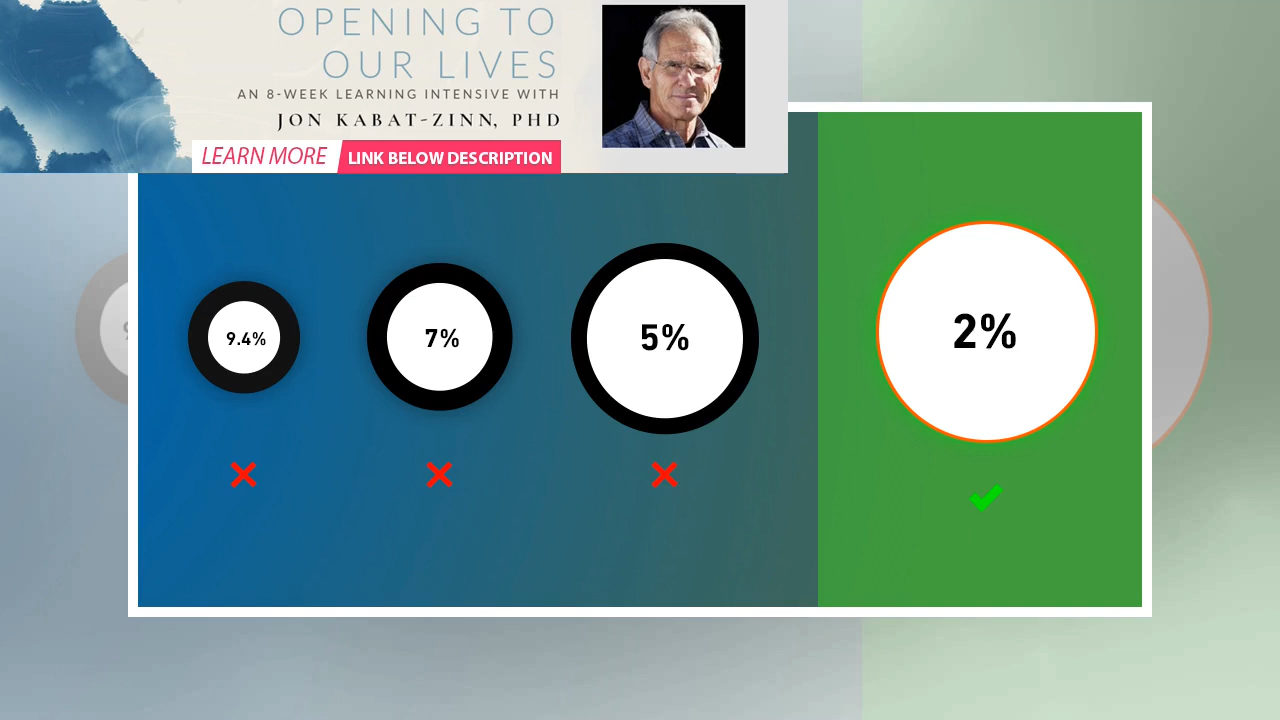 OPENING TO
OUR LIVES
AN 8-WEEK LEARNING INTENSIVE WITH
JON KABAT-ZINN, PHD
LEARN MORE LINK BELOW DESCRIPTION
9.4% 7% 5% 2%